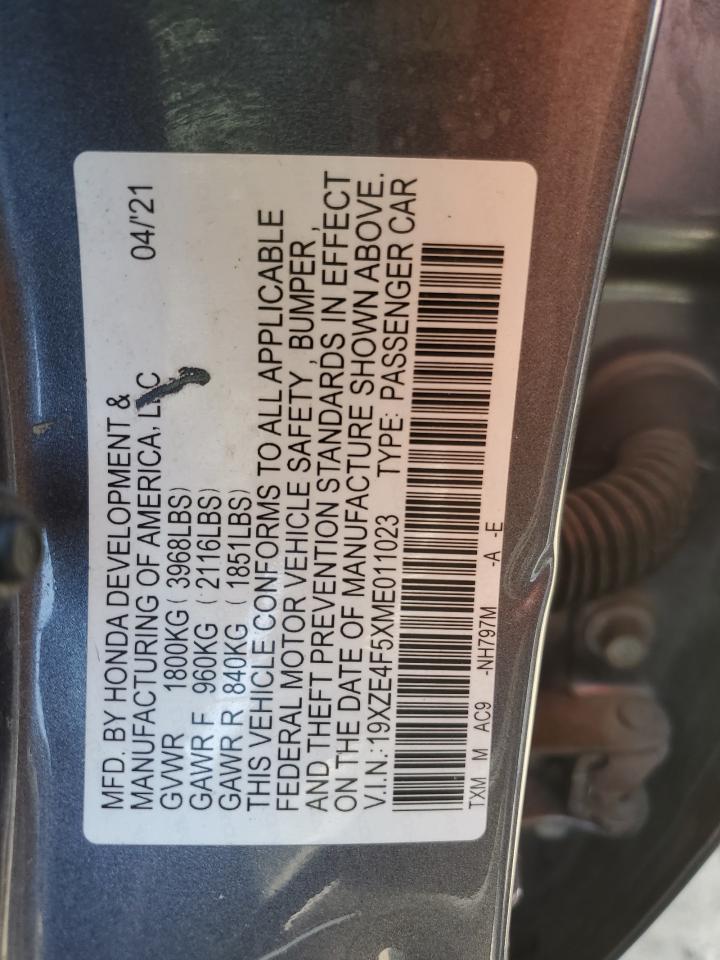 MFD. BY HONDA DEVELOPMENT &
MANUFACTURING OF AMERICA, LLC 04/'21
GVWR 1800KG ( 3968LBS)
GAWR F 960KG ( 2116LBS)
GAWR R 840KG ( 1851LBS)
THIS VEHICLE CONFORMS TO ALL APPLICABLE
FEDERAL MOTOR VEHICLE SAFETY, BUMPER,
AND THEFT PREVENTION STANDARDS IN EFFECT
ON THE DATE OF MANUFACTURE SHOWN ABOVE.
V.I.N: 19XZE4F5XME011023 TYPE: PASSENGER CAR
TXM M AC9 -NH797M -A -E